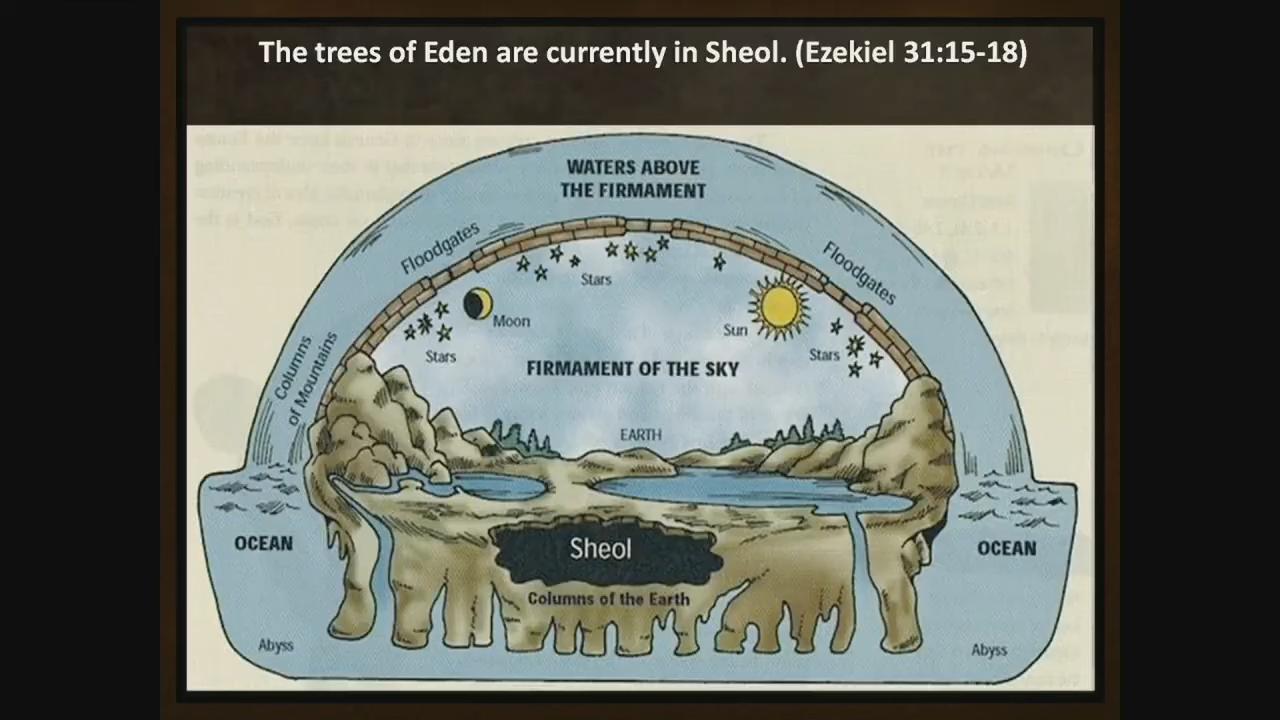 The trees of Eden are currently in Sheol. (Ezekiel 31:15-18)
WATERS ABOVE
THE FIRMAMENT
Floodgates
Floodgates
Stars
Moon
Sun
Stars
Stars
Columns
of Mountains
FIRMAMENT OF THE SKY
EARTH
OCEAN
Sheol
OCEAN
Columns of the Earth
Abyss
Abyss